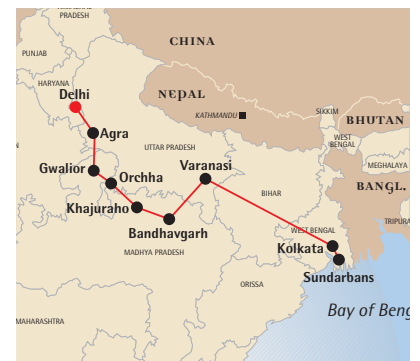 PRADESH
CHINA
PUNJAB
HARYANA
Delhi
NEPAL
KATHMANDU
SIKKIM
BHUTAN
Agra
UTTAR PRADESH
WEST
BENGAL
MEGHALAYA
Gwalior
Orchha
Varanasi
BIHAR
BANGL.
Khajuraho
TRIPURA
Bandhavgarh
WEST BENGAL
MADHYA PRADESH
Kolkata
Sundarbans
ORISSA
Bay of Beng
MAHARASHTRA